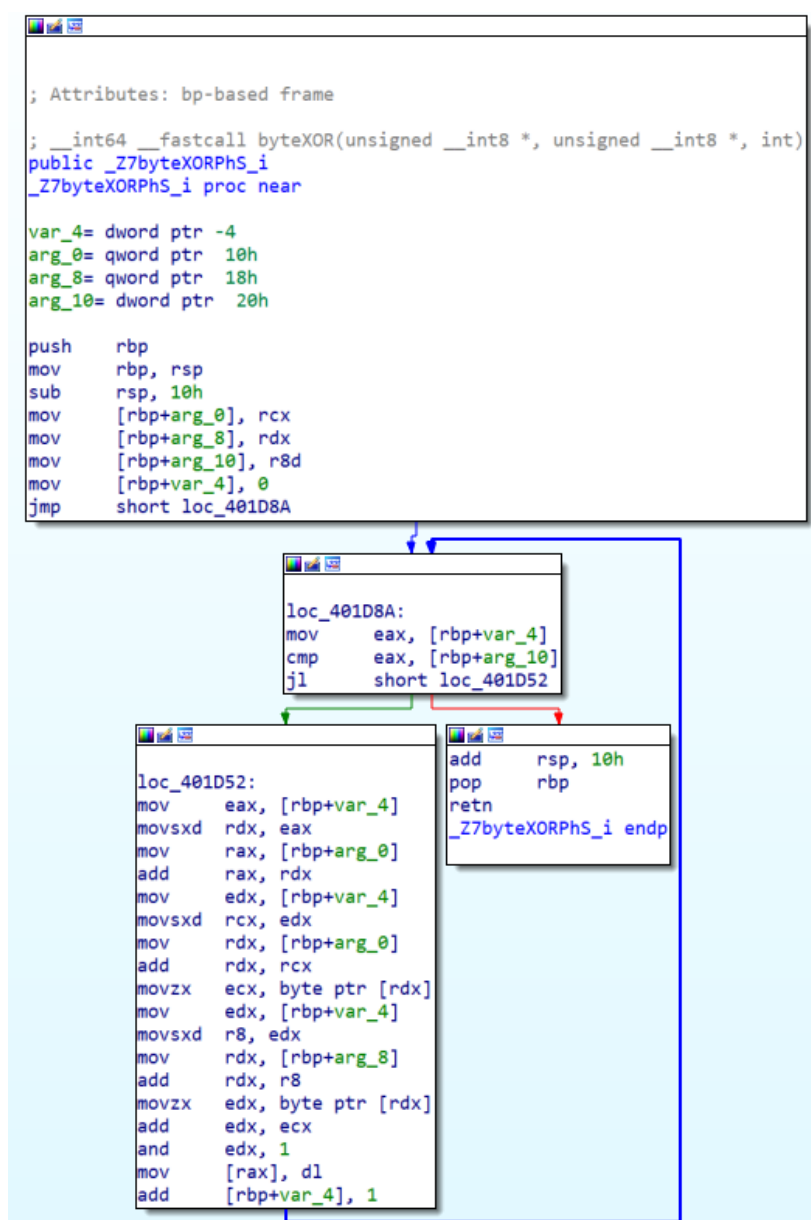 ; Attributes: bp-based frame
; __int64 __fastcall byteXOR(unsigned __int8 *, unsigned __int8 *, int)
public _Z7byteXORPhS_i
_Z7byteXORPhS_i proc near
var_4= dword ptr -4
arg_0= qword ptr  10h
arg_8= qword ptr  18h
arg_10= dword ptr  20h
push    rbp
mov     rbp, rsp
sub     rsp, 10h
mov     [rbp+arg_0], rcx
mov     [rbp+arg_8], rdx
mov     [rbp+arg_10], r8d
mov     [rbp+var_4], 0
jmp     short loc_401D8A
loc_401D8A:
mov     eax, [rbp+var_4]
cmp     eax, [rbp+arg_10]
jl      short loc_401D52
loc_401D52:
mov     eax, [rbp+var_4]
movsxd  rdx, eax
mov     rax, [rbp+arg_0]
add     rax, rdx
mov     edx, [rbp+var_4]
movsxd  rcx, edx
mov     rdx, [rbp+arg_0]
add     rdx, rcx
movzx   ecx, byte ptr [rdx]
mov     edx, [rbp+var_4]
movsxd  r8, edx
mov     rdx, [rbp+arg_8]
add     rdx, r8
movzx   edx, byte ptr [rdx]
add     edx, ecx
and     edx, 1
mov     [rax], dl
add     [rbp+var_4], 1
add     rsp, 10h
pop     rbp
retn
_Z7byteXORPhS_i endp